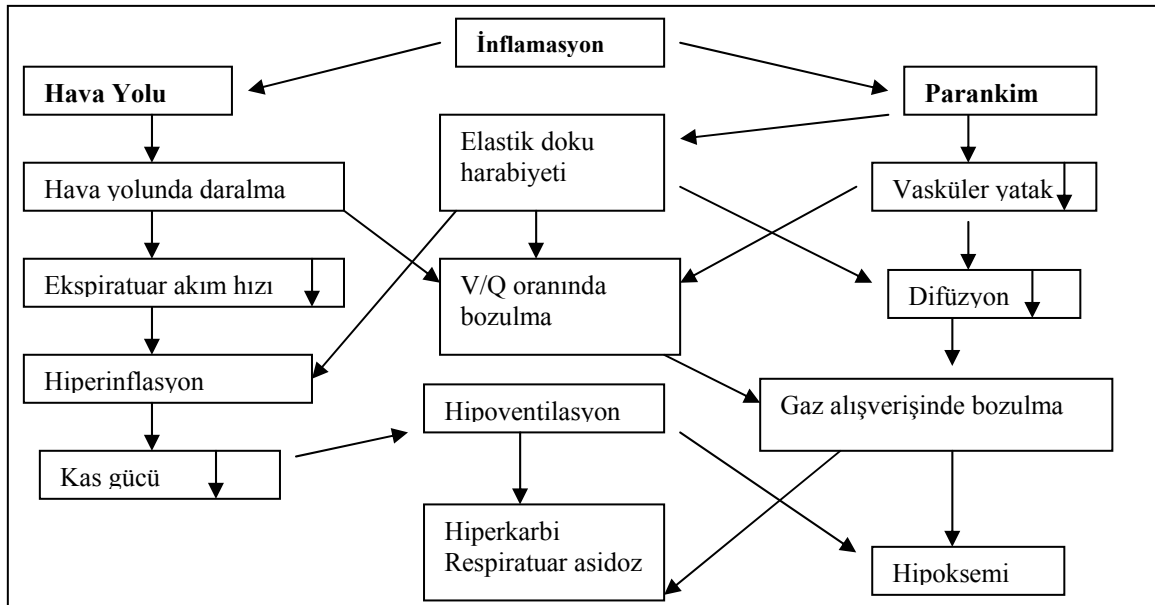 İnflamasyon
Hava Yolu
Parankim
Elastik doku
harabiyeti
Hava yolunda daralma
Vasküler yatak
Ekspiratuar akım hızı
V/Q oranında
bozulma
Difüzyon
Hiperinflasyon
Hipoventilasyon
Gaz alışverişinde bozulma
Kas gücü
Hiperkarbi
Respiratuar asidoz
Hipoksemi